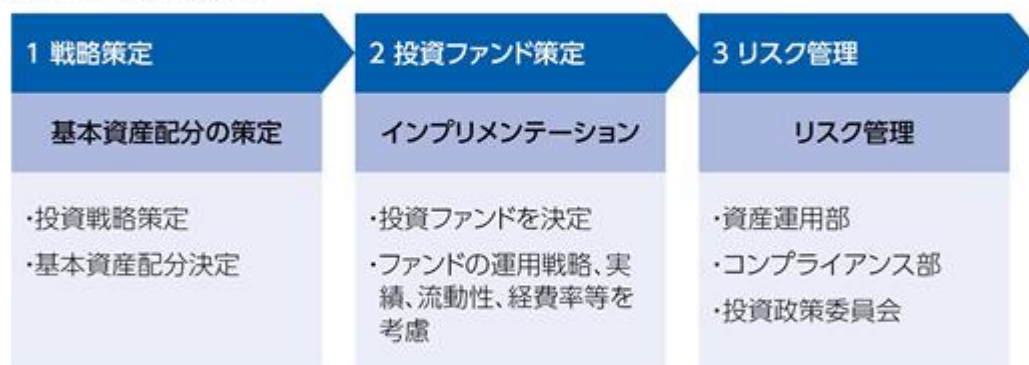 1 戦略策定
基本資産配分の策定
・投資戦略策定
・基本資産配分決定
2 投資ファンド策定
インプリメンテーション
・投資ファンドを決定
・ファンドの運用戦略、実
績、流動性、経費率等を
考慮
3 リスク管理
リスク管理
・資産運用部
・コンプライアンス部
・投資政策委員会